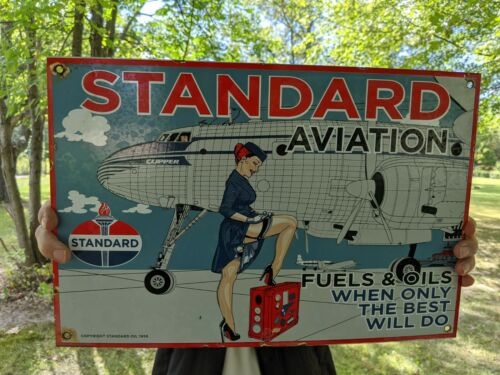 STANDARD
AVIATION
CLIPPER
STANDARD
FUELS & OILS
WHEN ONLY
THE BEST
WILL DO